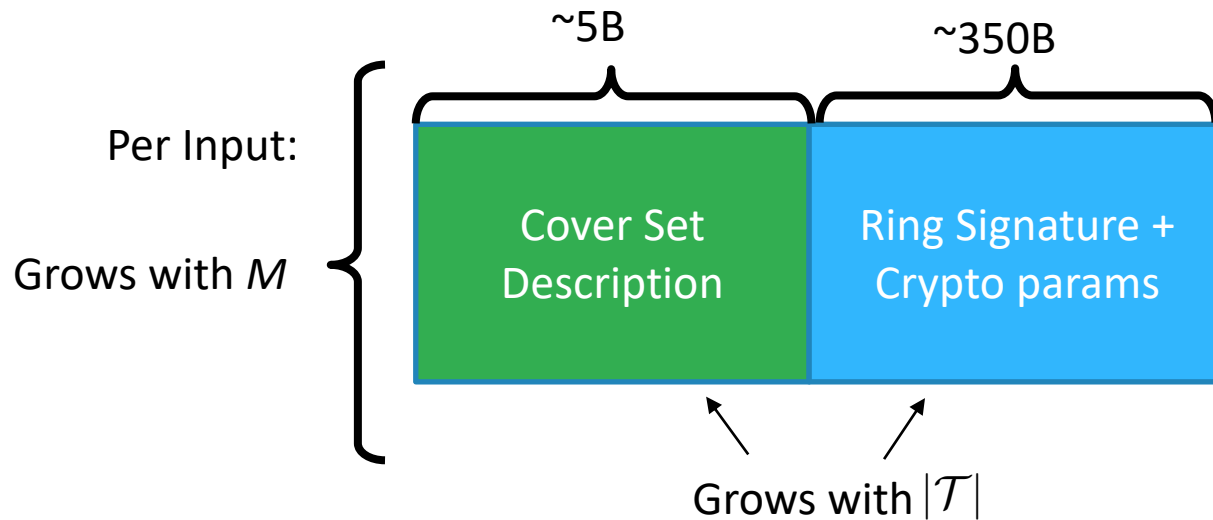 ~5B
~350B
Per Input:
Grows with M
Cover Set
Description
Ring Signature +
Crypto params
Grows with |𝒯|